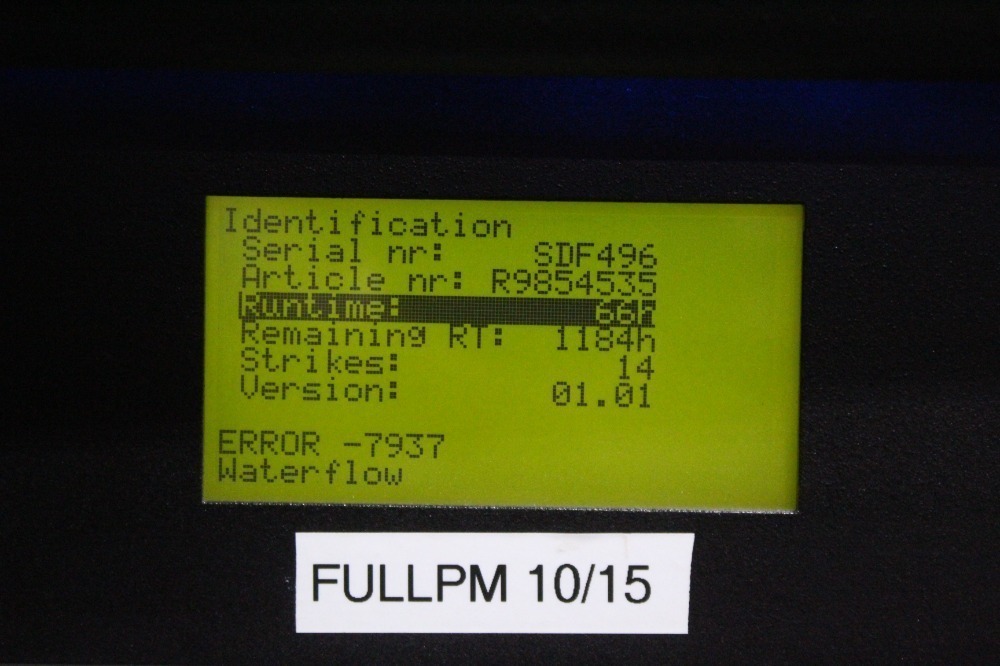 Identification
Serial nr: SDF496
Article nr: R9854535
Runtime: 66h
Remaining RT: 1184h
Strikes: 14
Version: 01.01
ERROR -7937
Waterflow
FULLPM 10/15